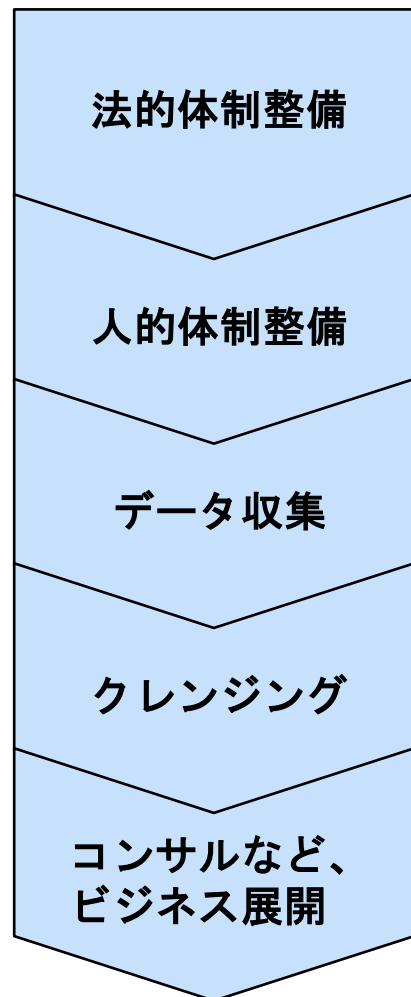 法的体制整備
人的体制整備
データ収集
クレンジング
コンサルなど、
ビジネス展開